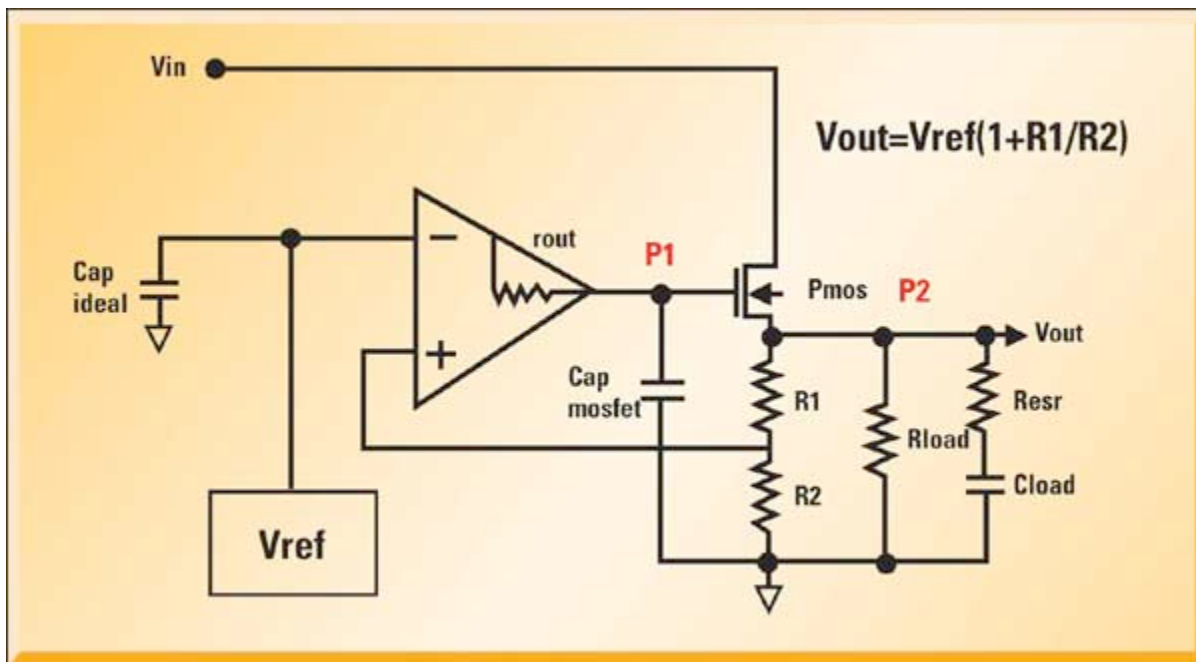 Vin
Vout=Vref(1+R1/R2)
Cap
ideal
−
+
rout
P1
Pmos
P2
Vout
Cap
mosfet
R1
R2
Rload
Resr
Cload
Vref